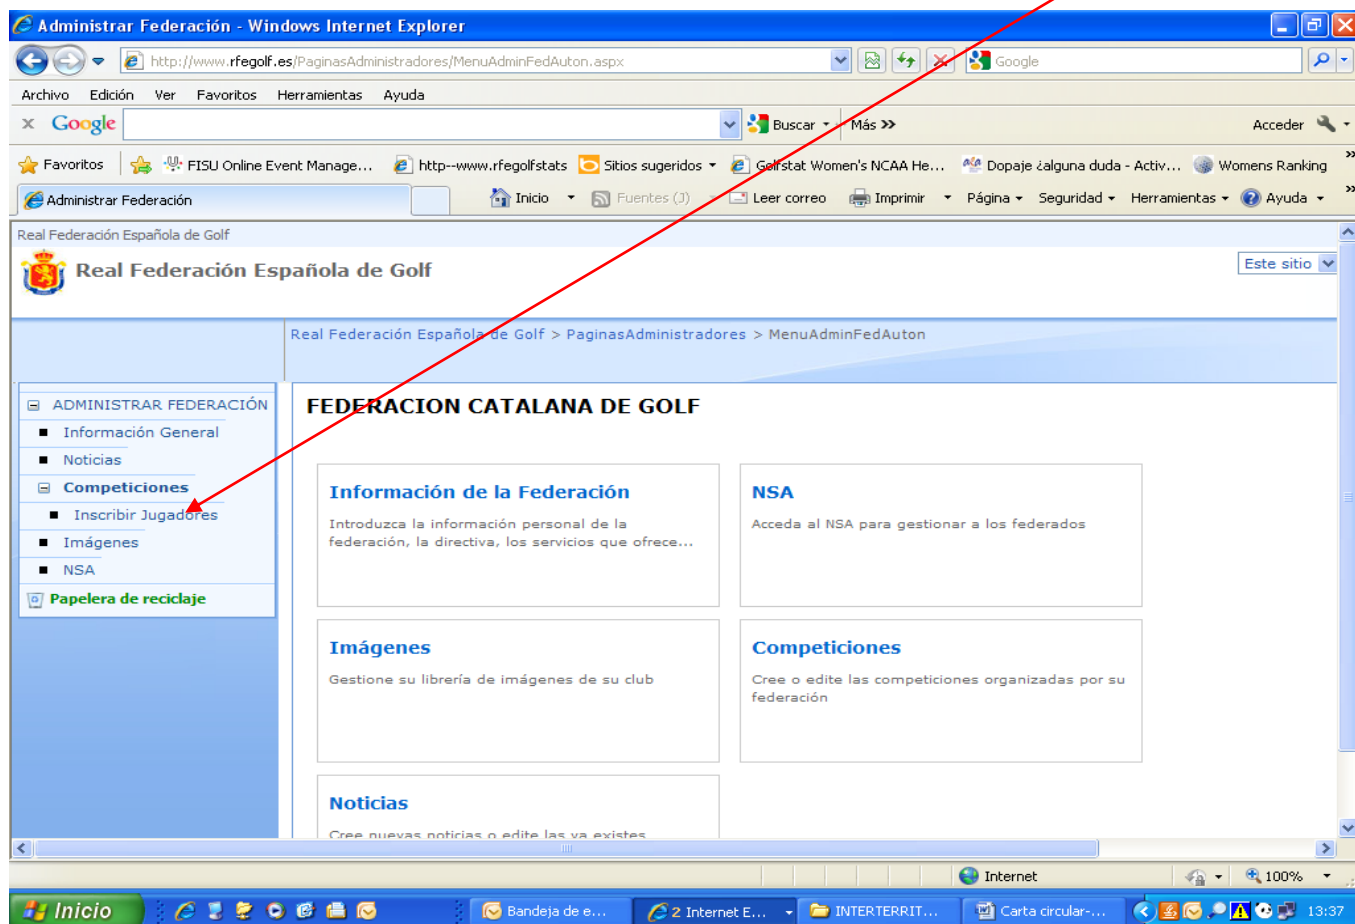 Administrar Federación - Windows Internet Explorer
http://www.rfegolf.es/PaginasAdministradores/MenuAdminFedAuton.aspx
Google
Archivo Edición Ver Favoritos Herramientas Ayuda
x Google Buscar Más >> Acceder
Favoritos FISU Online Event Manage... http--www.rfegolfstats Sitios sugeridos Golfstat Women's NCAA He... Dopaje ¿alguna duda - Activ... Womens Ranking >>
Administrar Federación Inicio Fuentes (J) Leer correo Imprimir Página Seguridad Herramientas Ayuda >>
Real Federación Española de Golf
Real Federación Española de Golf
Este sitio
Real Federación Española de Golf > PaginasAdministradores > MenuAdminFedAuton
ADMINISTRAR FEDERACIÓN
Información General
Noticias
Competiciones
Inscribir Jugadores
Imágenes
NSA
Papelera de reciclaje
FEDERACION CATALANA DE GOLF
Información de la Federación
Introduzca la información personal de la
federación, la directiva, los servicios que ofrece...
NSA
Acceda al NSA para gestionar a los federados
Imágenes
Gestione su librería de imágenes de su club
Competiciones
Cree o edite las competiciones organizadas por su
federación
Noticias
Cree nuevas noticias o edite las ya existes
Internet 100%
Inicio Bandeja de e... 2 Internet E... INTERTERRIT... Carta circular-... 13:37